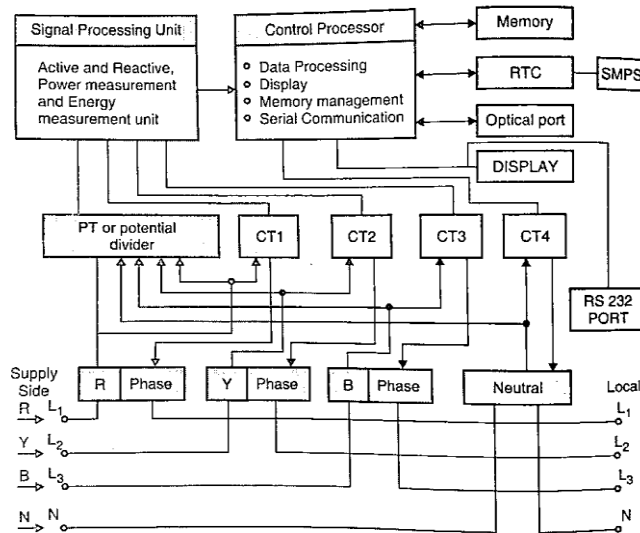 Signal Processing Unit
Active and Reactive,
Power measurement
and Energy
measurement unit
Control Processor
Data Processing
Display
Memory management
Serial Communication
Memory
RTC
SMPS
Optical port
DISPLAY
PT or potential
divider
CT1
CT2
CT3
CT4
RS 232
PORT
Supply
Side
R Phase
Y Phase
B Phase
Neutral
Local
R L1
L1
Y L2
L2
B L3
L3
N N
N